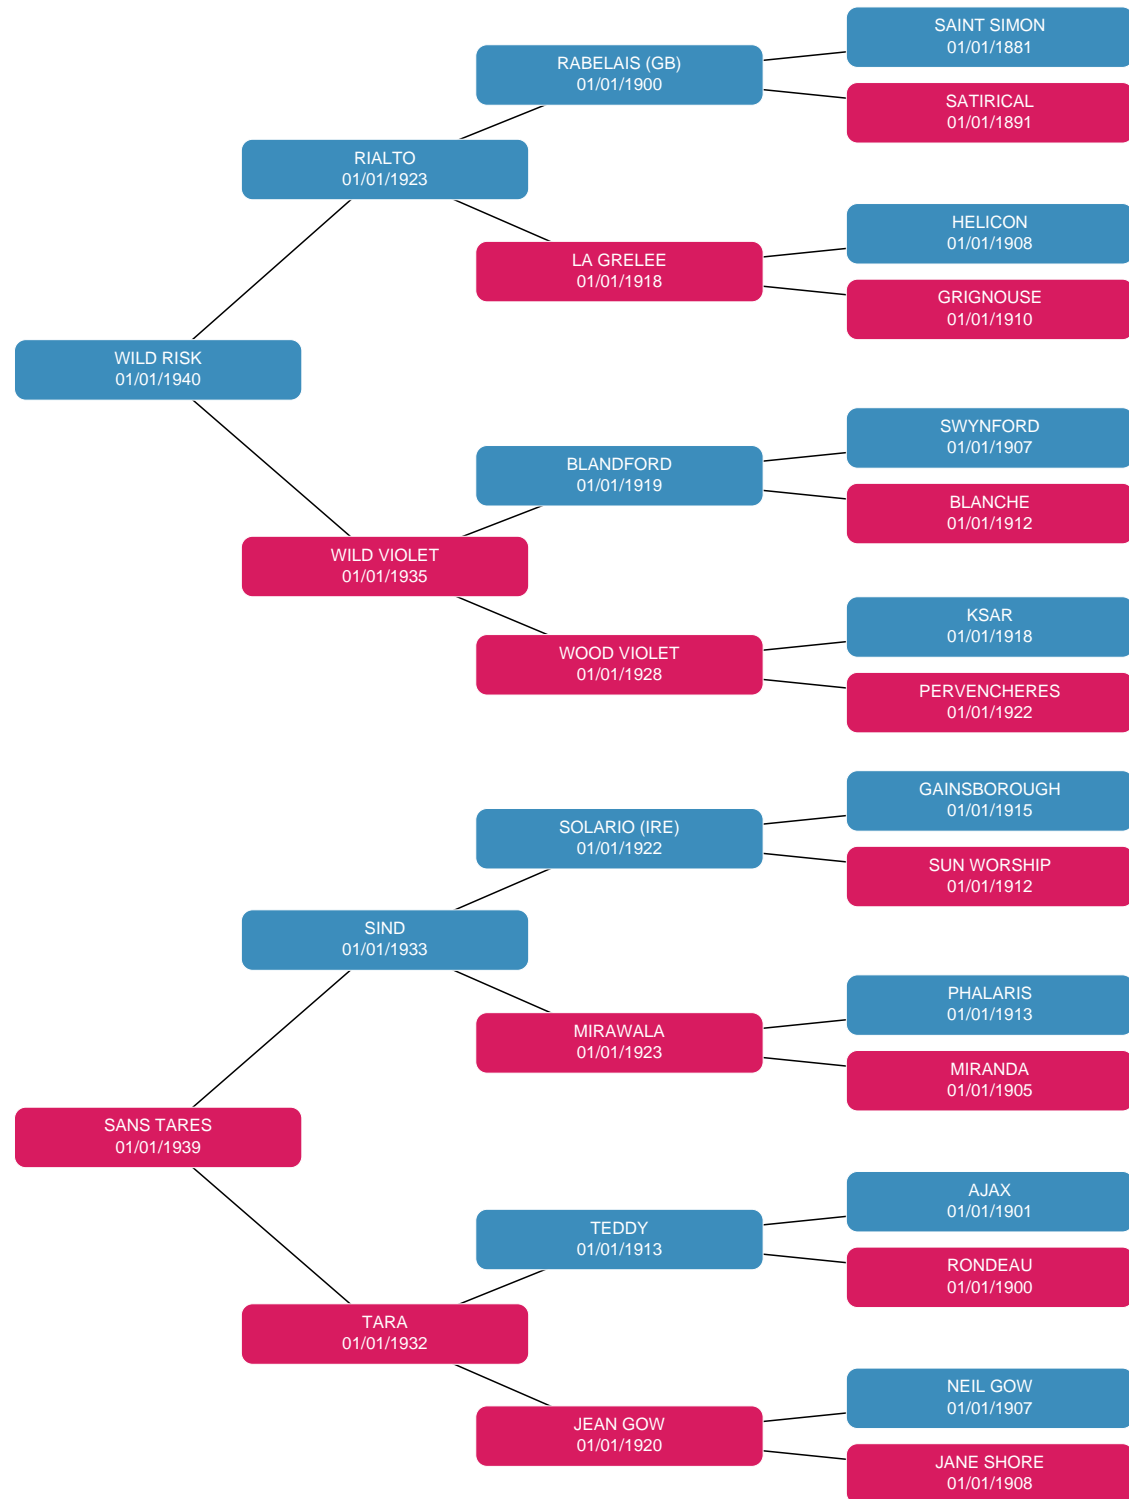 SAINT SIMON
01/01/1881
RABELAIS (GB)
01/01/1900
SATIRICAL
01/01/1891
RIALTO
01/01/1923
HELICON
01/01/1908
LA GRELEE
01/01/1918
GRIGNOUSE
01/01/1910
WILD RISK
01/01/1940
SWYNFORD
01/01/1907
BLANDFORD
01/01/1919
BLANCHE
01/01/1912
WILD VIOLET
01/01/1935
KSAR
01/01/1918
WOOD VIOLET
01/01/1928
PERVENCHERES
01/01/1922
GAINSBOROUGH
01/01/1915
SOLARIO (IRE)
01/01/1922
SUN WORSHIP
01/01/1912
SIND
01/01/1933
PHALARIS
01/01/1913
MIRAWALA
01/01/1923
MIRANDA
01/01/1905
SANS TARES
01/01/1939
AJAX
01/01/1901
TEDDY
01/01/1913
RONDEAU
01/01/1900
TARA
01/01/1932
NEIL GOW
01/01/1907
JEAN GOW
01/01/1920
JANE SHORE
01/01/1908